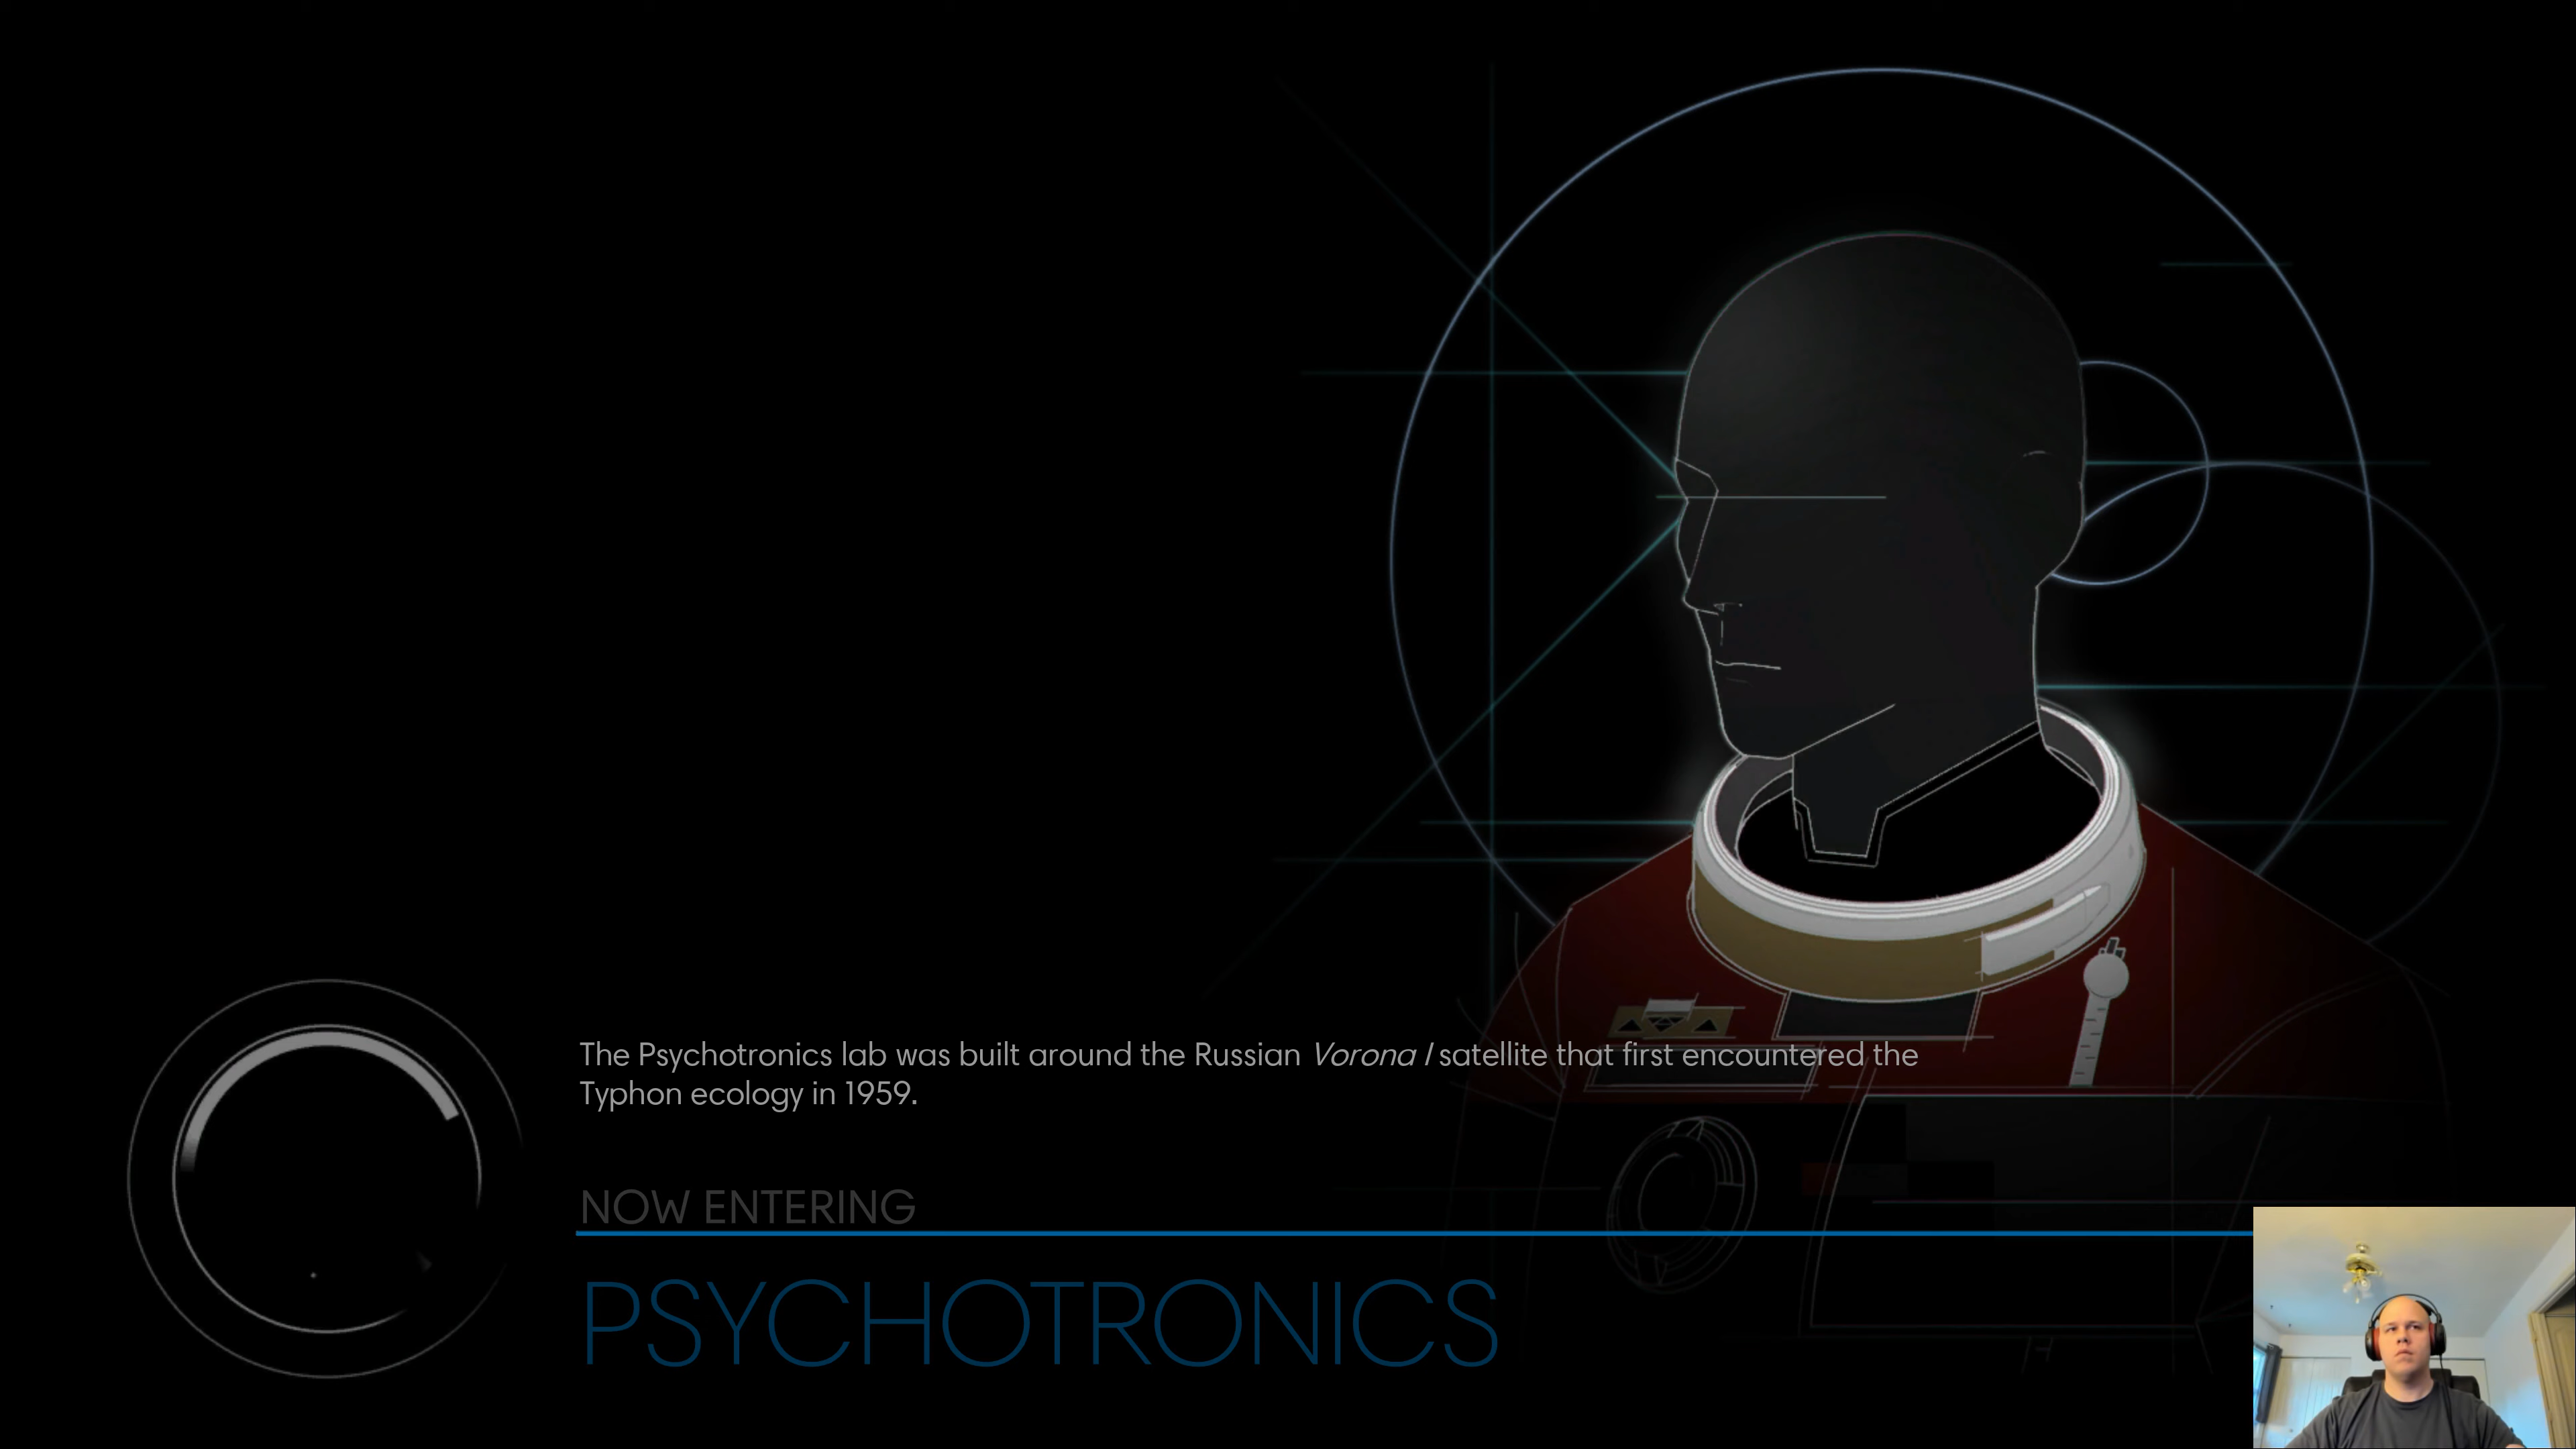 The Psychotronics lab was built around the Russian Vorona I satellite that first encountered the
Typhon ecology in 1959.
NOW ENTERING
PSYCHOTRONICS